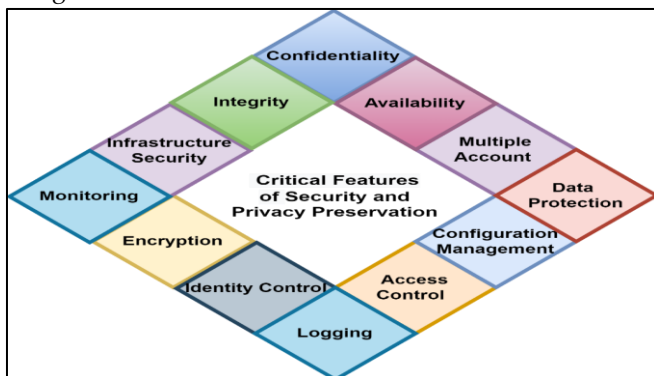 Confidentiality
Integrity
Availability
Infrastructure
Security
Multiple
Account
Monitoring
Critical Features
of Security and
Privacy Preservation
Data
Protection
Encryption
Configuration
Management
Identity Control
Access
Control
Logging